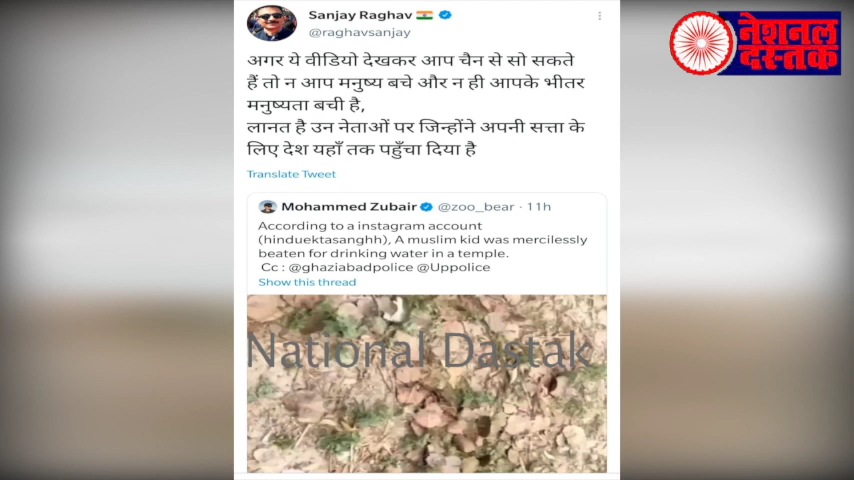 Sanjay Raghav
@raghavsanjay
नेशनल
दस्तक
अगर ये वीडियो देखकर आप चैन से सो सकते
हैं तो न आप मनुष्य बचे और न ही आपके भीतर
मनुष्यता बची है,
लानत है उन नेताओं पर जिन्होंने अपनी सत्ता के
लिए देश यहाँ तक पहुँचा दिया है
Translate Tweet
Mohammed Zubair @zoo_bear · 11h
According to a instagram account
(hinduektasanghh), A muslim kid was mercilessly
beaten for drinking water in a temple.
Cc : @ghaziabadpolice @Uppolice
Show this thread
National Dastak